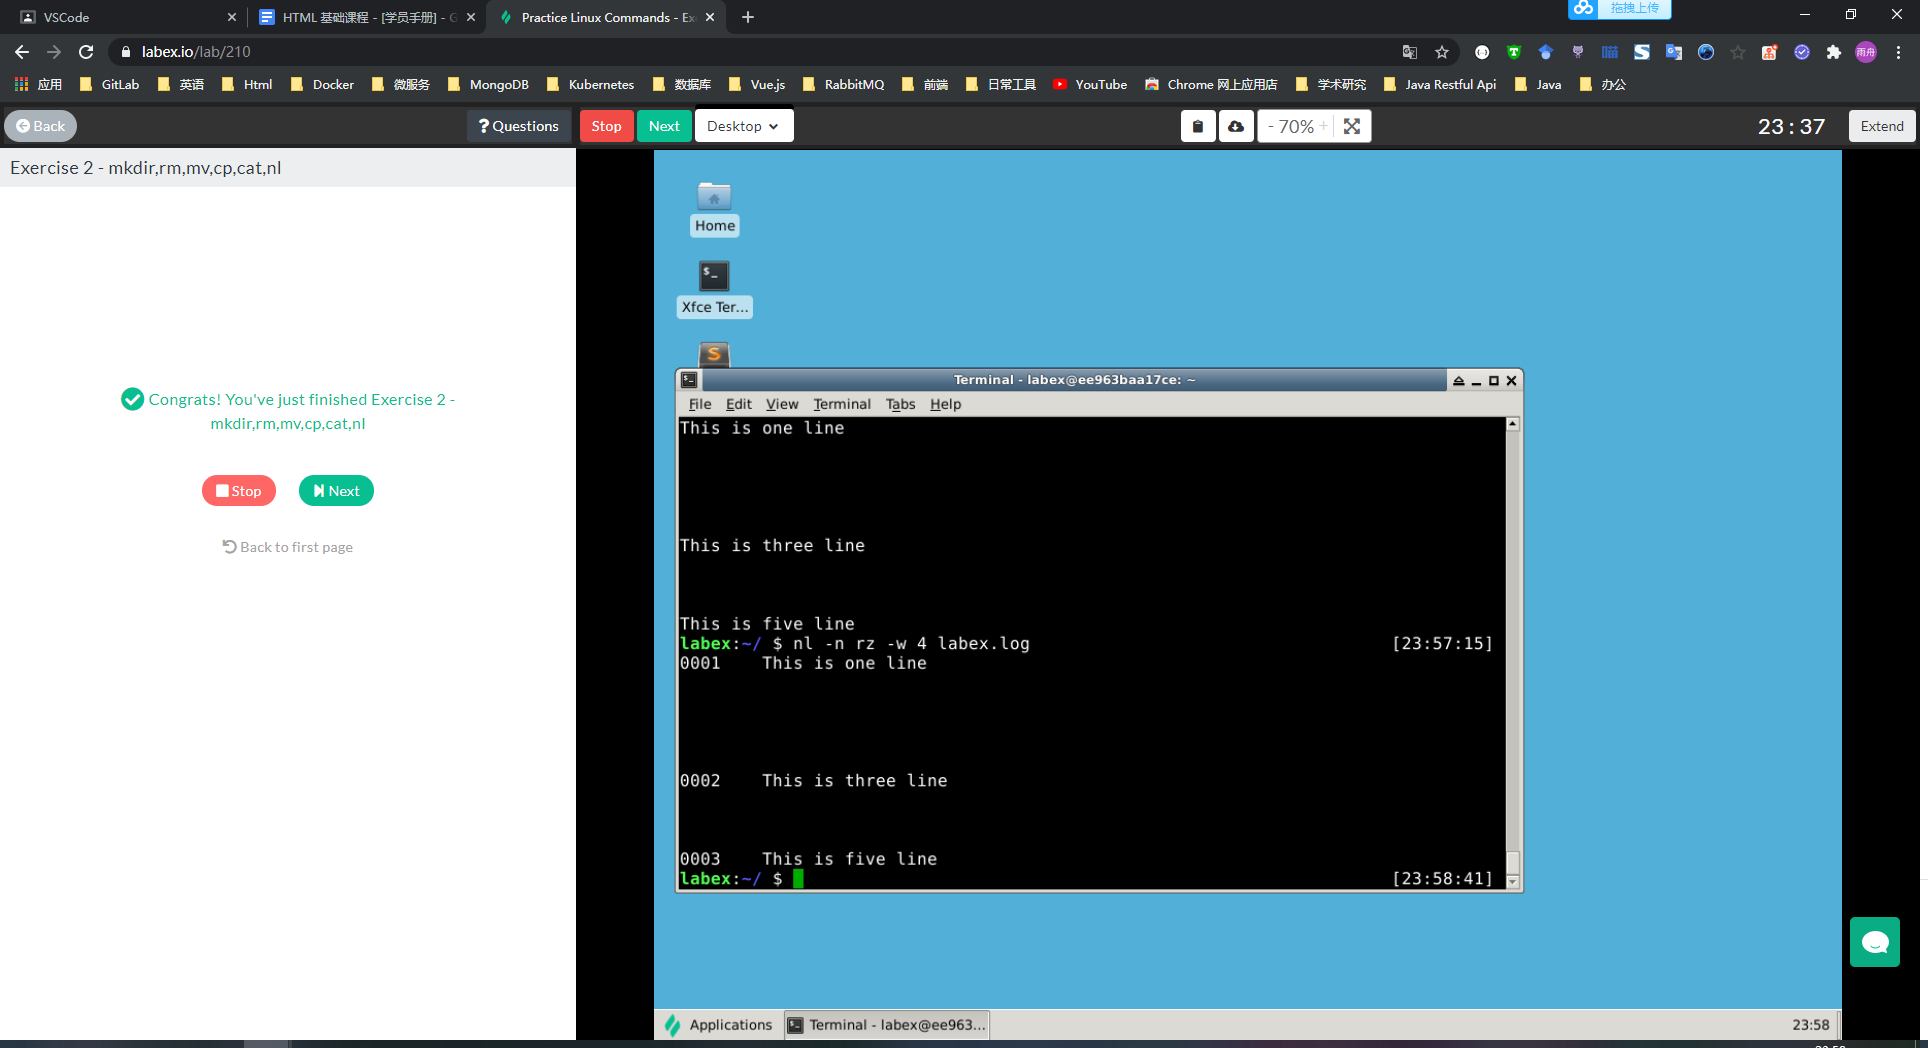 VSCode
HTML 基础课程 - [学员手册] - G
Practice Linux Commands - Exe
拖拽上传
labex.io/lab/210
应用
GitLab
英语
Html
Docker
微服务
MongoDB
Kubernetes
数据库
Vue.js
RabbitMQ
前端
日常工具
YouTube
Chrome 网上应用店
学术研究
Java Restful Api
Java
办公
Back
? Questions
Stop
Next
Desktop
- 70% +
23:37
Extend
Exercise 2 - mkdir,rm,mv,cp,cat,nl
Congrats! You've just finished Exercise 2 -
mkdir,rm,mv,cp,cat,nl
Stop
Next
Back to first page
Home
Xfce Ter...
Terminal - labex@ee963baa17ce: ~
File Edit View Terminal Tabs Help
This is one line
This is three line
This is five line
labex:~/ $ nl -n rz -w 4 labex.log [23:57:15]
0001 This is one line
0002 This is three line
0003 This is five line
labex:~/ $ [23:58:41]
Applications
Terminal - labex@ee963...
23:58